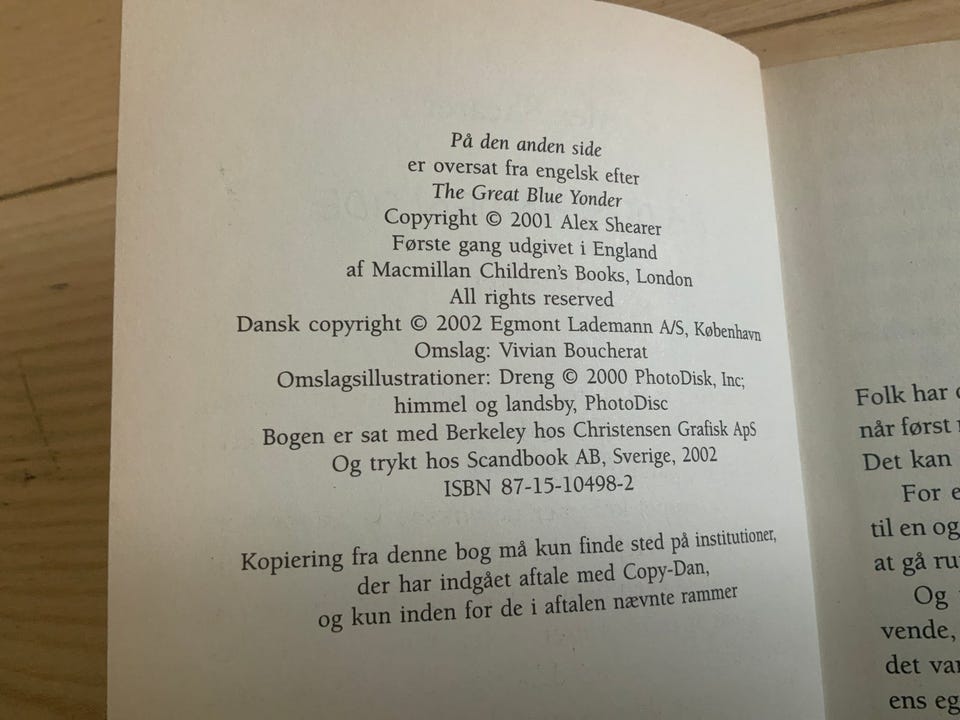 På den anden side
er oversat fra engelsk efter
The Great Blue Yonder
Copyright © 2001 Alex Shearer
Første gang udgivet i England
af Macmillan Children's Books, London
All rights reserved
Dansk copyright © 2002 Egmont Lademann A/S, København
Omslag: Vivian Boucherat
Omslagsillustrationer: Dreng © 2000 PhotoDisk, Inc;
himmel og landsby, PhotoDisc
Bogen er sat med Berkeley hos Christensen Grafisk ApS
Og trykt hos Scandbook AB, Sverige, 2002
ISBN 87-15-10498-2
Kopiering fra denne bog må kun finde sted på institutioner,
der har indgået aftale med Copy-Dan,
og kun inden for de i aftalen nævnte rammer
Folk har
når først
Det kan
For
til en
at gå
Og
vende,
det
ens